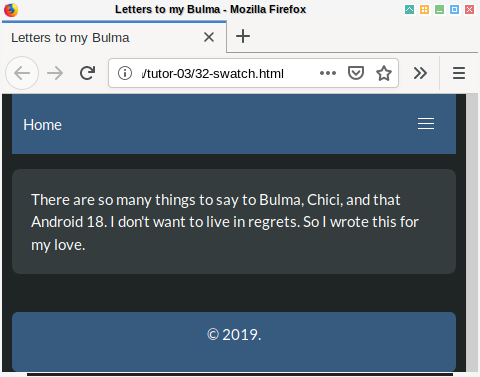 Letters to my Bulma - Mozilla Firefox
Letters to my Bulma
/tutor-03/32-swatch.html
Home
There are so many things to say to Bulma, Chici, and that
Android 18. I don't want to live in regrets. So I wrote this for
my love.
© 2019.